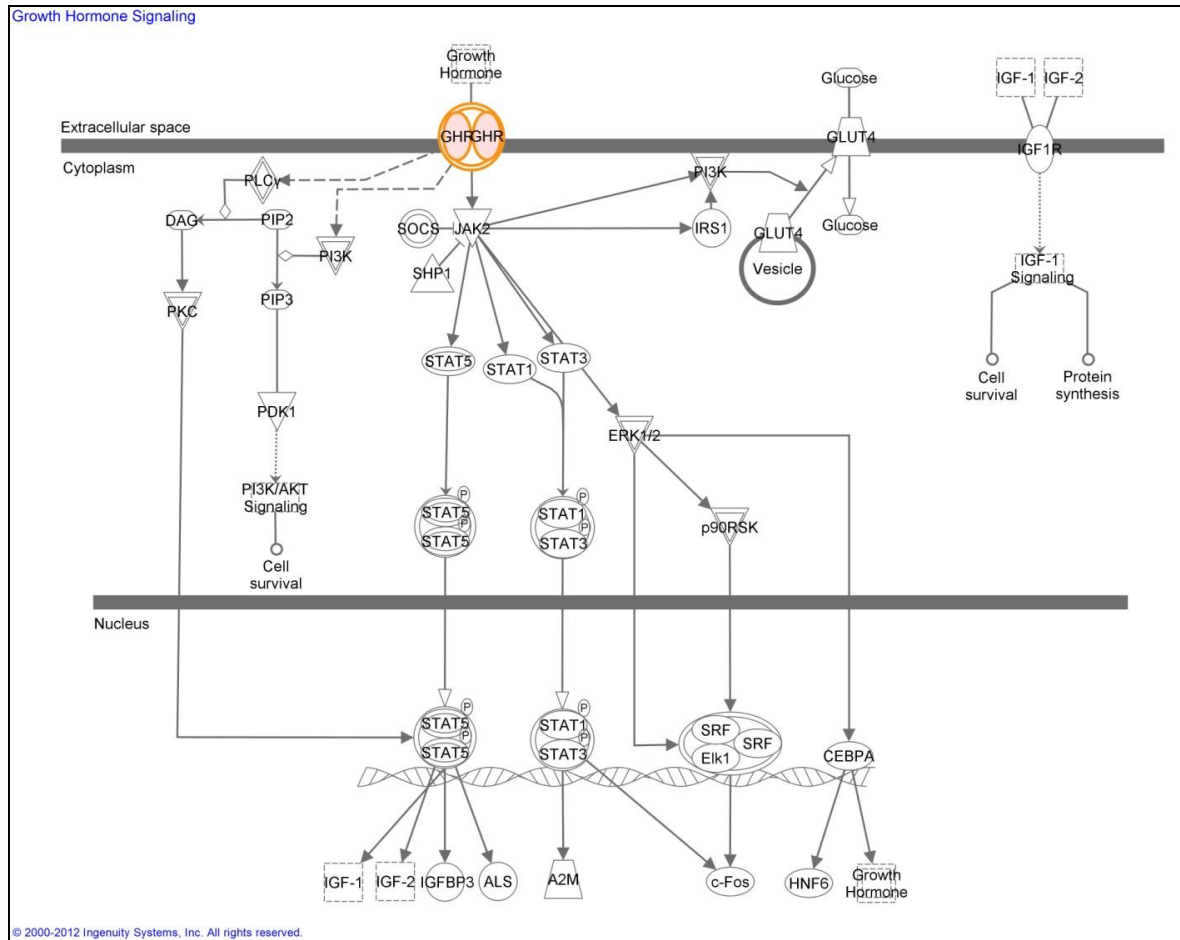 Growth Hormone Signaling
Growth
Hormone
Glucose
IGF-1
IGF-2
Extracellular space
GHR
GHR
GLUT4
IGF1R
Cytoplasm
PLCγ
PI3K
DAG
PIP2
SOCS
JAK2
IRS1
GLUT4
Glucose
PI3K
SHP1
Vesicle
IGF-1
Signaling
PKC
PIP3
STAT5
STAT1
STAT3
Cell
survival
Protein
synthesis
PDK1
ERK1/2
PI3K/AKT
Signaling
P
STAT5
P
STAT5
P
STAT1
P
STAT3
p90RSK
Cell
survival
Nucleus
P
STAT5
P
STAT5
P
STAT1
P
STAT3
SRF
SRF
Elk1
CEBPA
IGF-1
IGF-2
IGFBP3
ALS
A2M
c-Fos
HNF6
Growth
Hormone
© 2000-2012 Ingenuity Systems, Inc. All rights reserved.